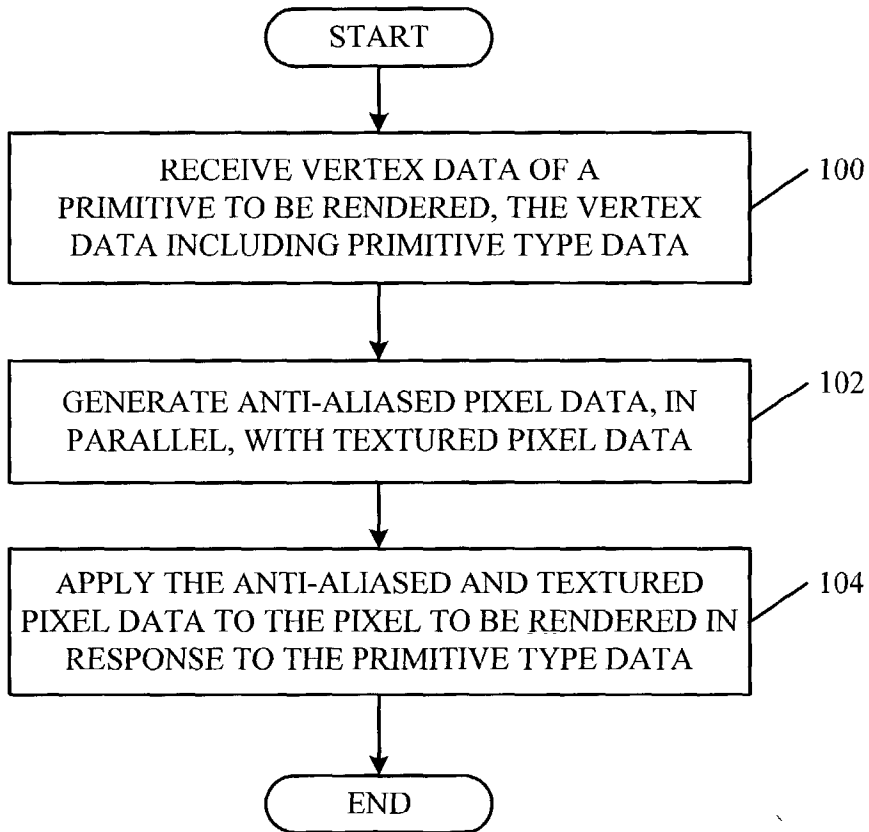 START
RECEIVE VERTEX DATA OF A
PRIMITIVE TO BE RENDERED, THE VERTEX
DATA INCLUDING PRIMITIVE TYPE DATA
100
GENERATE ANTI-ALIASED PIXEL DATA, IN
PARALLEL, WITH TEXTURED PIXEL DATA
102
APPLY THE ANTI-ALIASED AND TEXTURED
PIXEL DATA TO THE PIXEL TO BE RENDERED IN
RESPONSE TO THE PRIMITIVE TYPE DATA
104
END